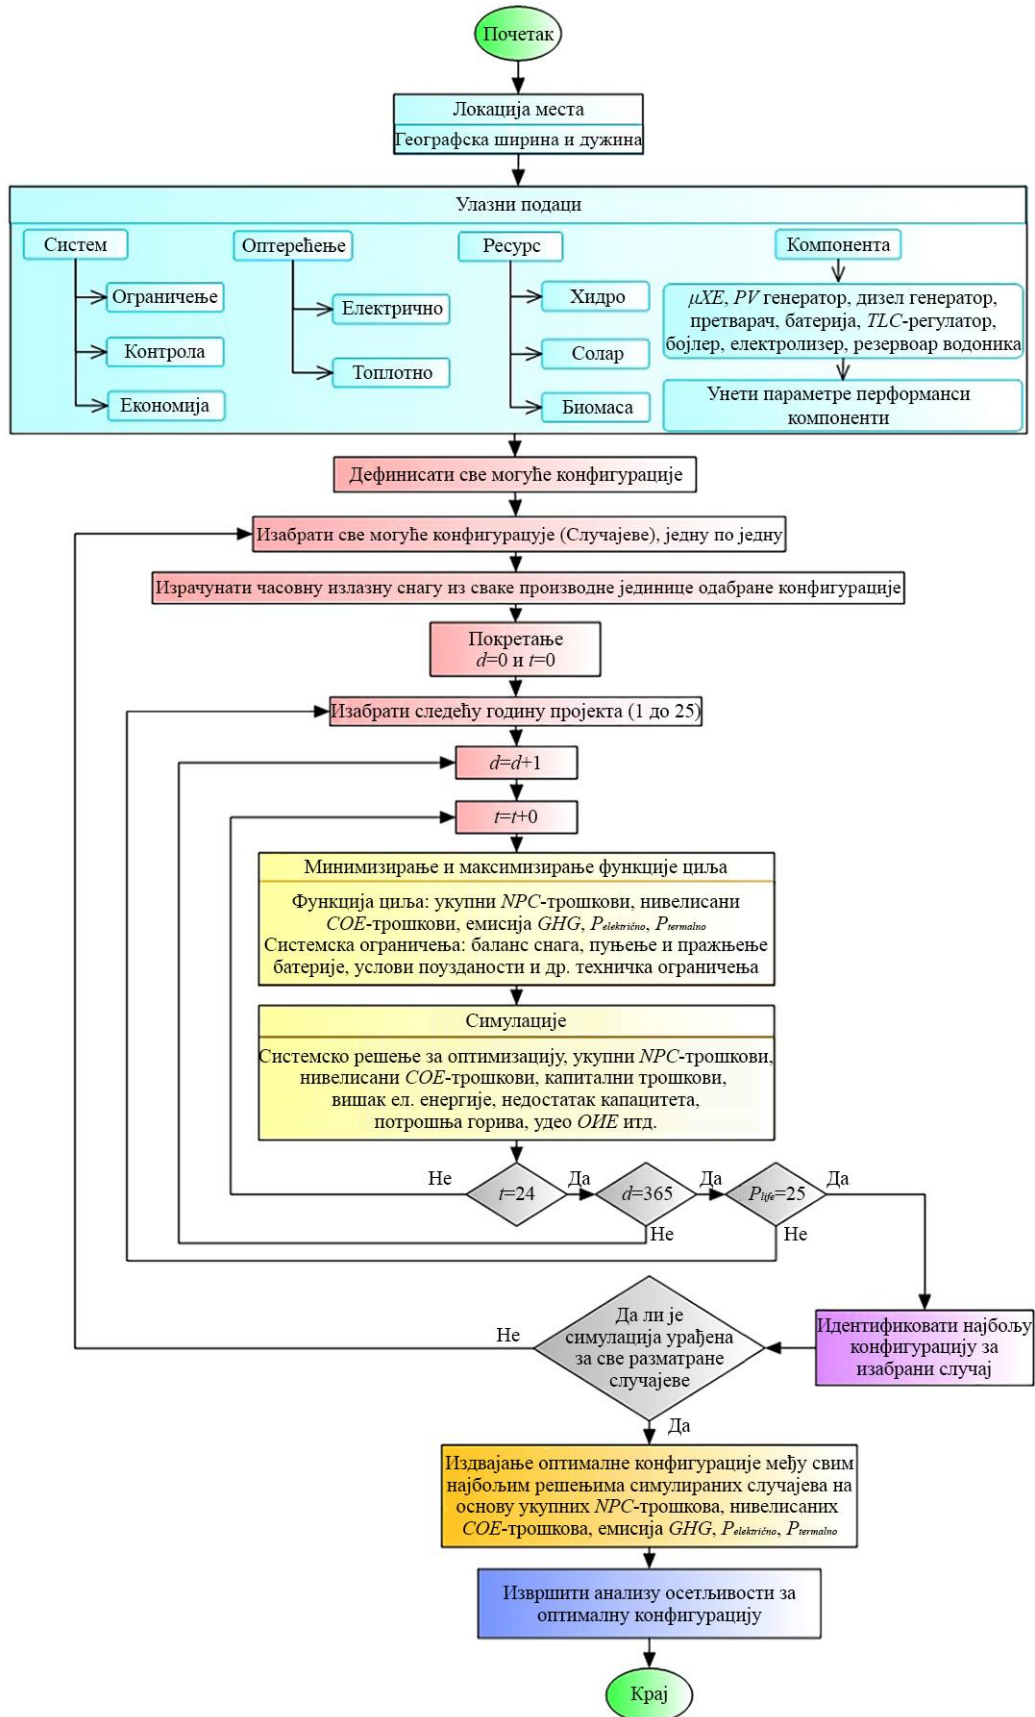 Почетак
Локација места
Географска ширина и дужина
Улазни подаци
Систем
Ограничење
Контрола
Економија
Оптерећење
Електрично
Топлотно
Ресурс
Хидро
Солар
Биомаса
Компонента
μХЕ, PV генератор, дизел генератор,
претварач, батерија, TLC-регулатор,
бојлер, електролизер, резервоар водоника
Унети параметре перформанси
компоненти
Дефинисати све могуће конфигурације
Изабрати све могуће конфигурацује (Случајеве), једну по једну
Израчунати часовну излазну снагу из сваке производне јединице одабране конфигурације
Покретање
d=0 и t=0
Изабрати следећу годину пројекта (1 до 25)
d=d+1
t=t+0
Минимизирање и максимизирање функције циља
Функција циља: укупни NPC-трошкови, нивелисани
COE-трошкови, емисија GHG, Pelektrično, Ptermalno
Системска ограничења: баланс снага, пуњење и пражњење
батерије, услови поузданости и др. техничка ограничења
Симулације
Системско решење за оптимизацију, укупни NPC-трошкови,
нивелисани COE-трошкови, капитални трошкови,
вишак ел. енергије, недостатак капацитета,
потрошња горива, удео ОИЕ итд.
Не
t=24
Да
d=365
Да
Plife=25
Да
Не
Не
Идентификовати најбољу
конфигурацију за
изабрани случај
Да ли је
симулација урађена
за све разматране
случајеве
Не
Да
Издвајање оптималне конфигурације међу свим
најбољим решењима симулираних случајева на
основу укупних NPC-трошкова, нивелисаних
COE-трошкова, емисија GHG, Pelektrično, Ptermalno
Извршити анализу осетљивости за
оптималну конфигурацију
Крај